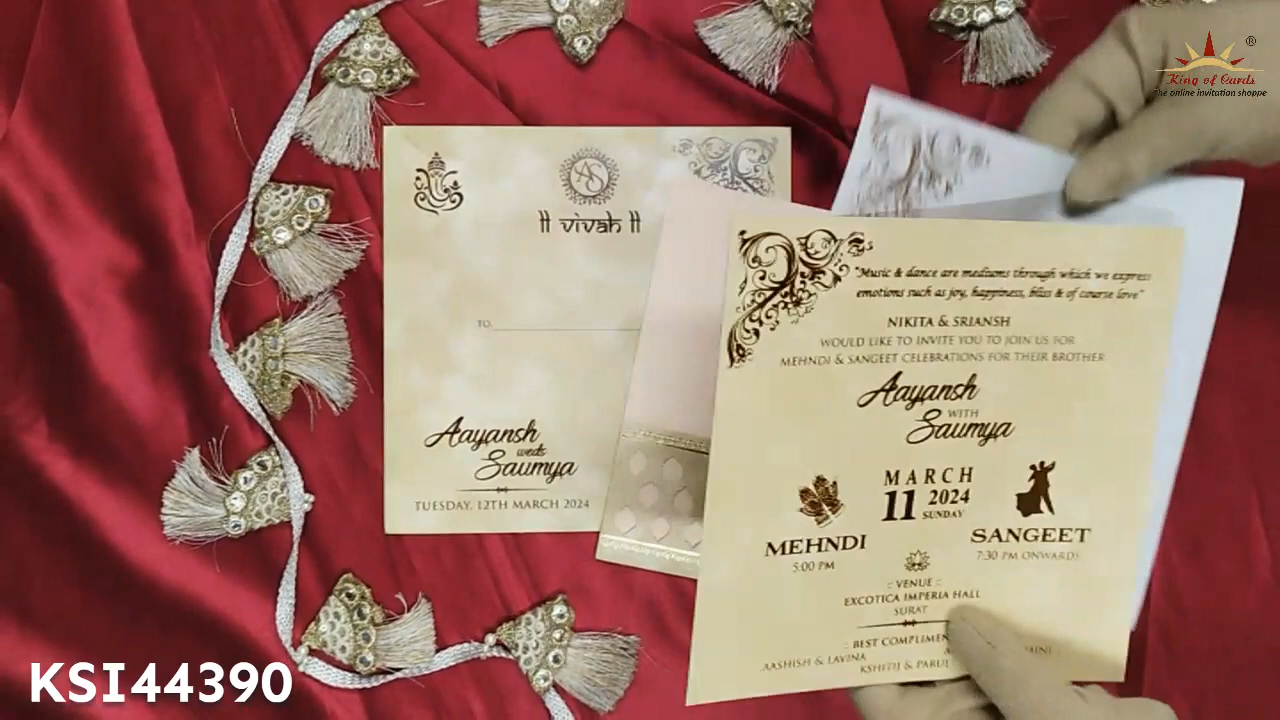 ®
King of Cards
The online invitation shoppe
AS
|| vivah ||
TO.
Aayansh
weds
Saumya
TUESDAY, 12TH MARCH 2024
"Music & dance are mediums through which we express
emotions such as joy, happiness, bliss & of course love"
NIKITA & SRIANSH
WOULD LIKE TO INVITE YOU TO JOIN US FOR
MEHNDI & SANGEET CELEBRATIONS FOR THEIR BROTHER
Aayansh
WITH
Saumya
MARCH
11 2024
SUNDAY
MEHNDI
5:00 PM
SANGEET
7:30 PM ONWARDS
:: VENUE ::
EXCOTICA IMPERIA HALL
SURAT
:: BEST
AASHISH & LAVINA
KSHITIJ & PARUL
KSI44390